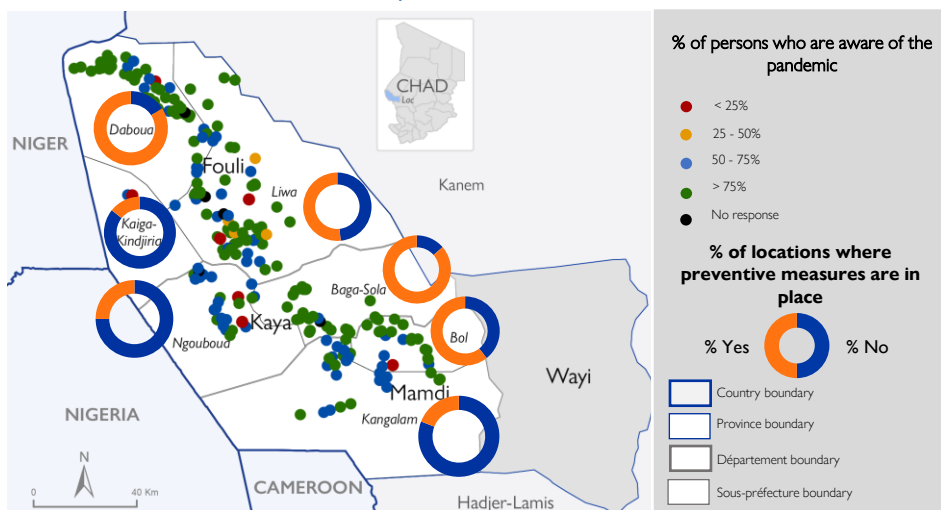 CHAD
Lac
NIGER
Daboua
Fouli
Liwa
Kanem
Kaiga-
Kindjiria
Baga-Sola
Ngouboua
Kaya
Bol
Wayi
Mamdi
Kangalam
NIGERIA
N
0
40 Km
CAMEROON
Hadjer-Lamis
% of persons who are aware of the
pandemic
< 25%
25 - 50%
50 - 75%
> 75%
No response
% of locations where
preventive measures are in
place
% Yes
% No
Country boundary
Province boundary
Département boundary
Sous-préfecture boundary